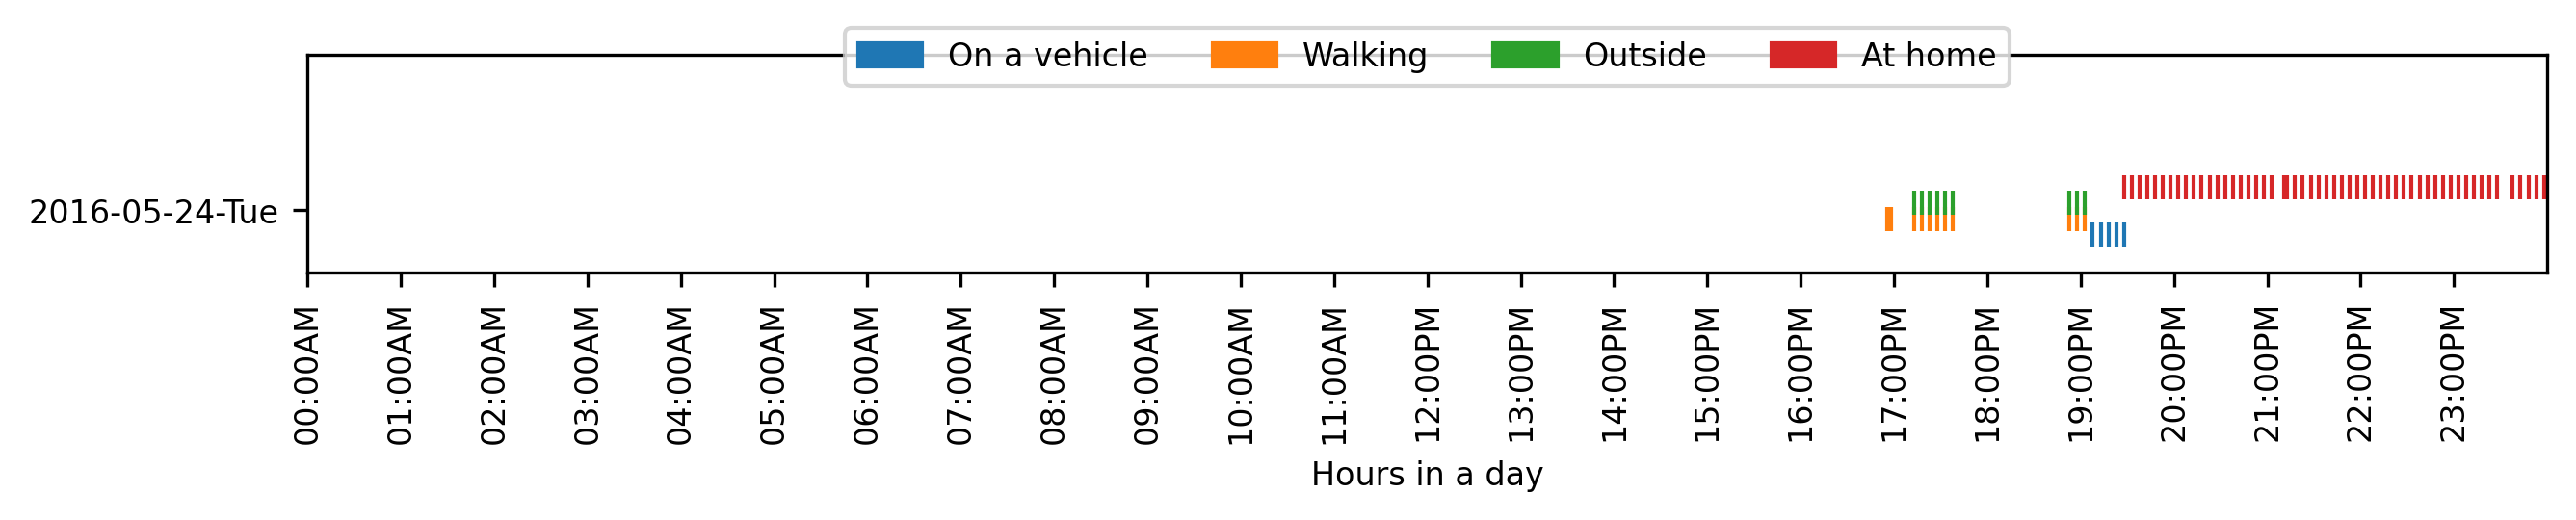 On a vehicle Walking Outside At home
2016-05-24-Tue
00:00AM
01:00AM
02:00AM
03:00AM
04:00AM
05:00AM
06:00AM
07:00AM
08:00AM
09:00AM
10:00AM
11:00AM
12:00PM
13:00PM
14:00PM
15:00PM
16:00PM
17:00PM
18:00PM
19:00PM
20:00PM
21:00PM
22:00PM
23:00PM
Hours in a day